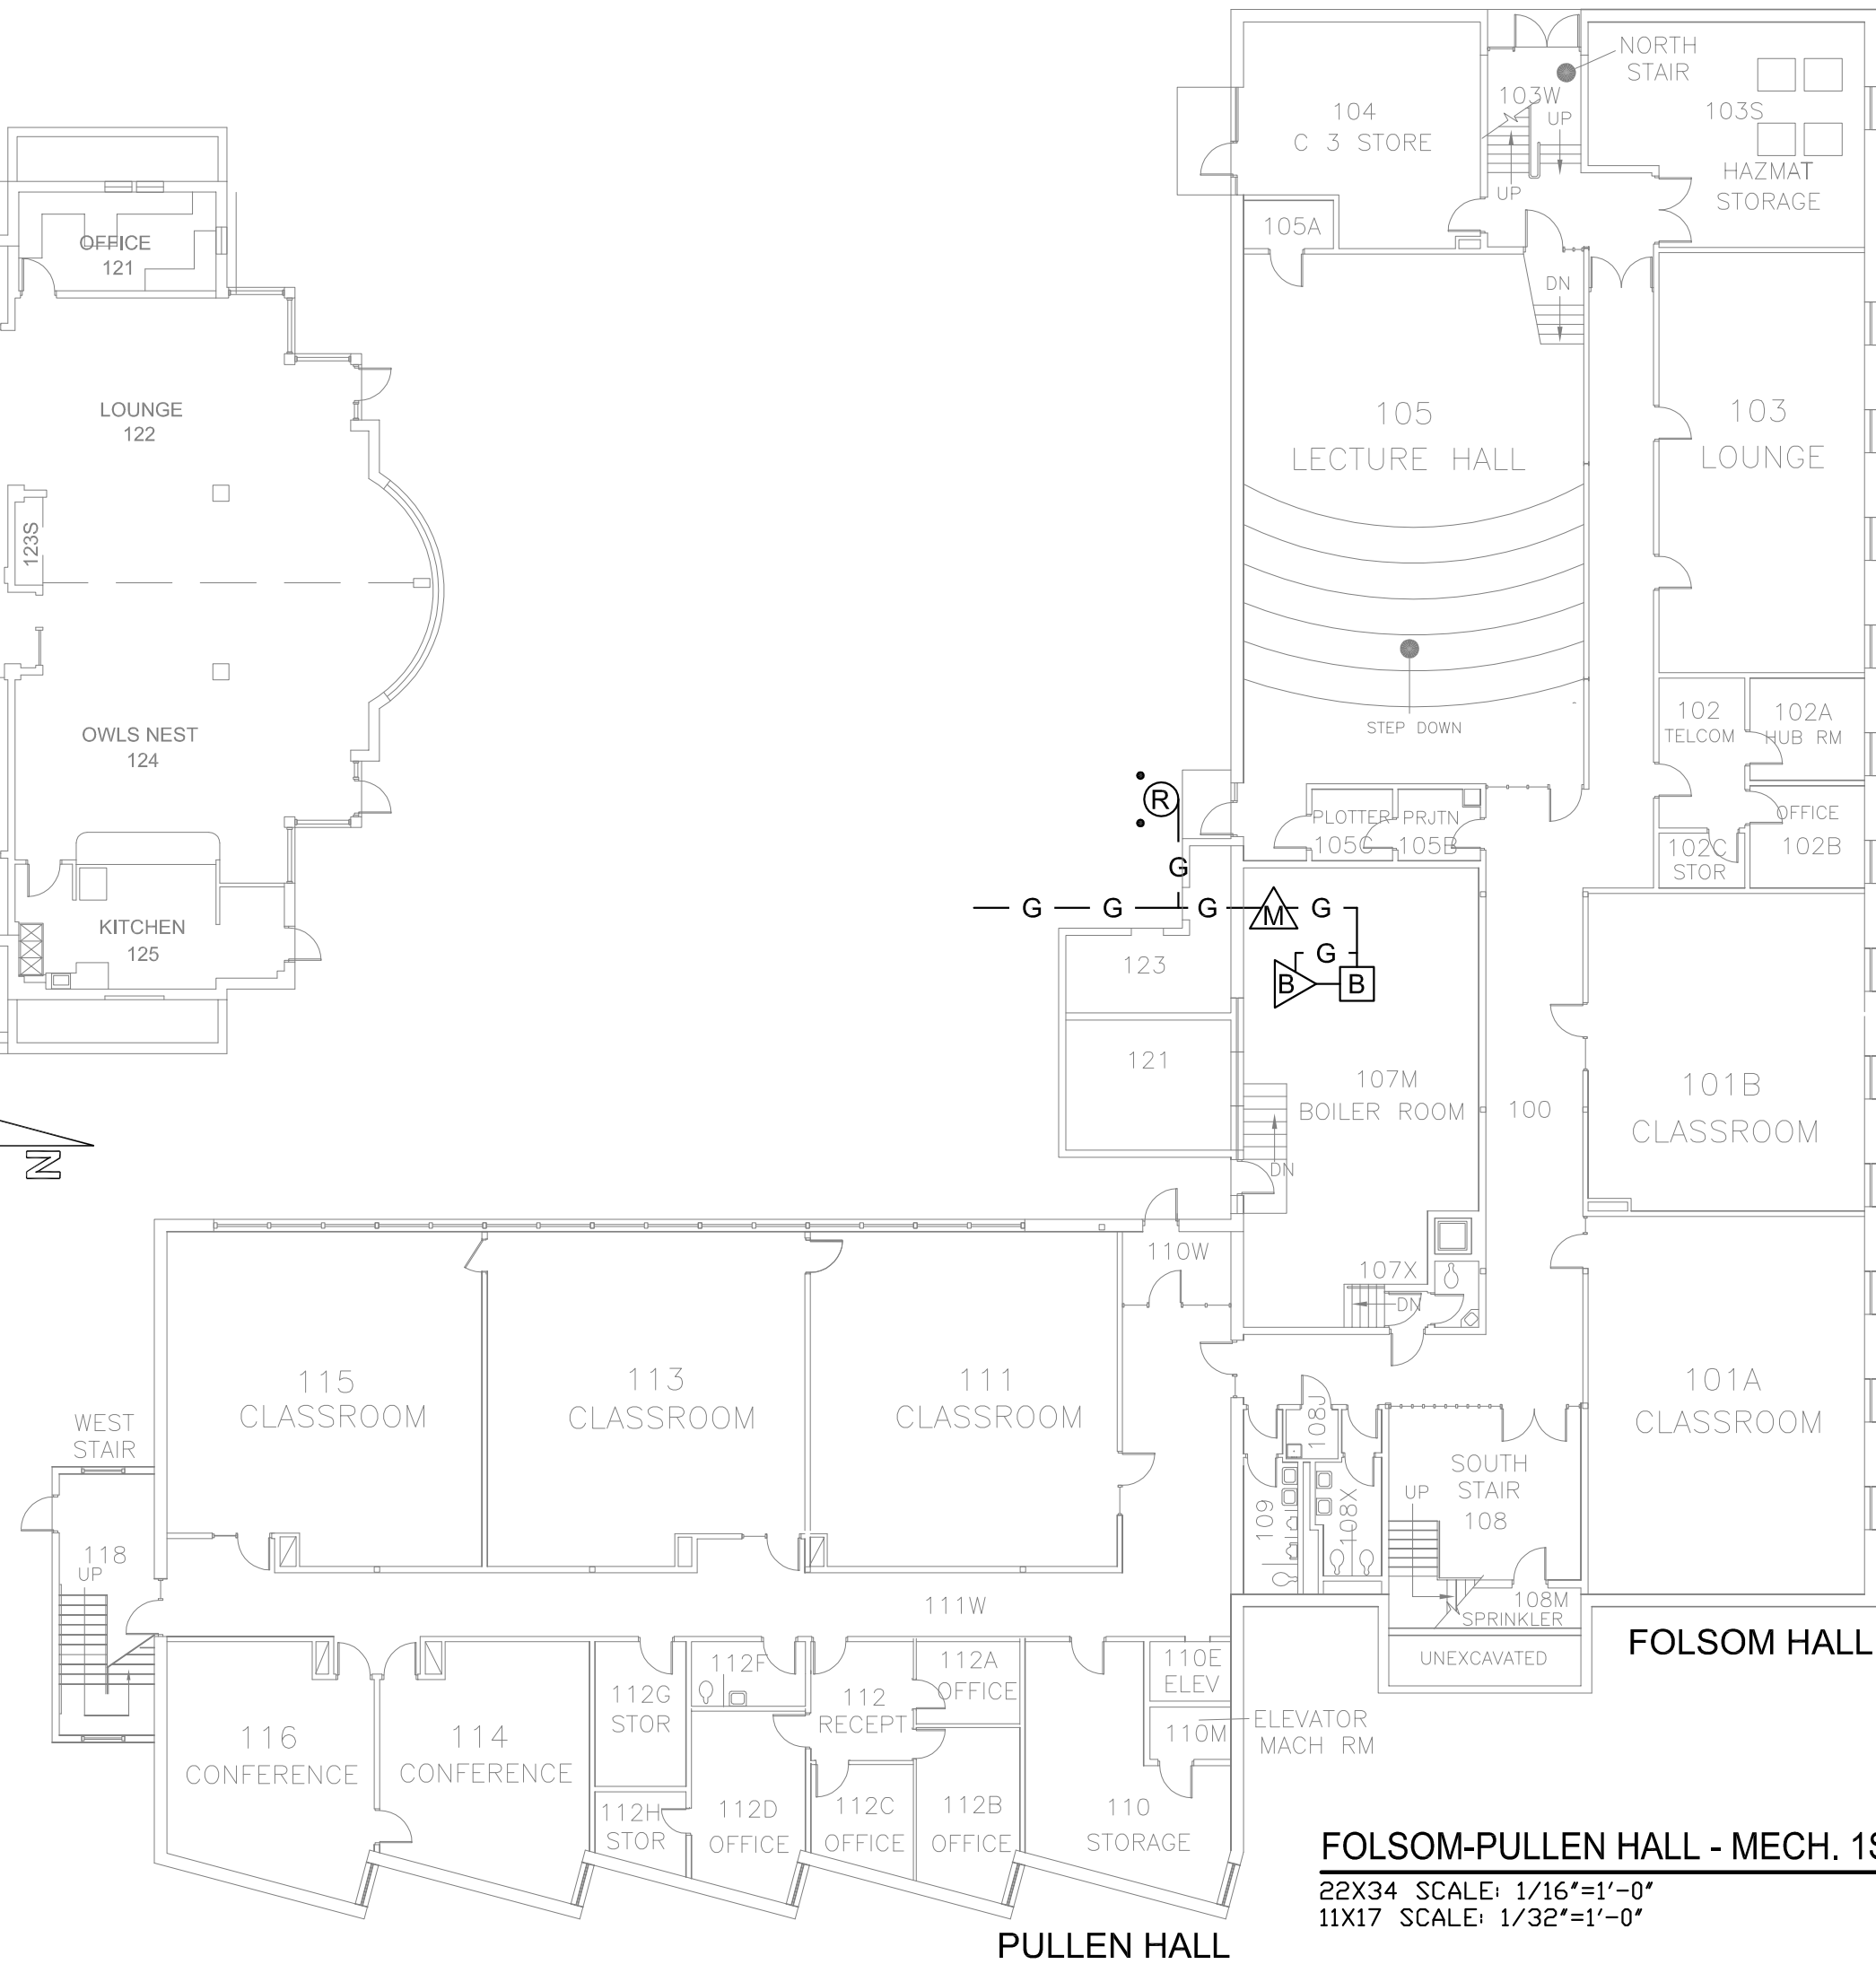 NORTH
STAIR
103W
UP
UP
103S
HAZMAT
STORAGE
104
C 3 STORE
105A
DN
OFFICE
121
LOUNGE
122
123S
OWLS NEST
124
KITCHEN
125
N
105
LECTURE HALL
103
LOUNGE
STEP DOWN
102
TELCOM
102A
HUB RM
OFFICE
102B
102C
STOR
PLOTTER
105C
PRJTN
105B
R
G
G
G
G
M
G
G
B
B
123
121
107M
BOILER ROOM
100
DN
101B
CLASSROOM
110W
107X
DN
115
CLASSROOM
113
CLASSROOM
111
CLASSROOM
101A
CLASSROOM
WEST
STAIR
118
UP
108J
109
108X
SOUTH
STAIR
108
UP
108M
SPRINKLER
UNEXCAVATED
111W
FOLSOM HALL
116
CONFERENCE
114
CONFERENCE
112G
STOR
112F
112
RECEPT
112A
OFFICE
110E
ELEV
110M
ELEVATOR
MACH RM
112H
STOR
112D
OFFICE
112C
OFFICE
112B
OFFICE
110
STORAGE
FOLSOM-PULLEN HALL - MECH. 1S
22X34 SCALE: 1/16"=1'-0"
11X17 SCALE: 1/32"=1'-0"
PULLEN HALL